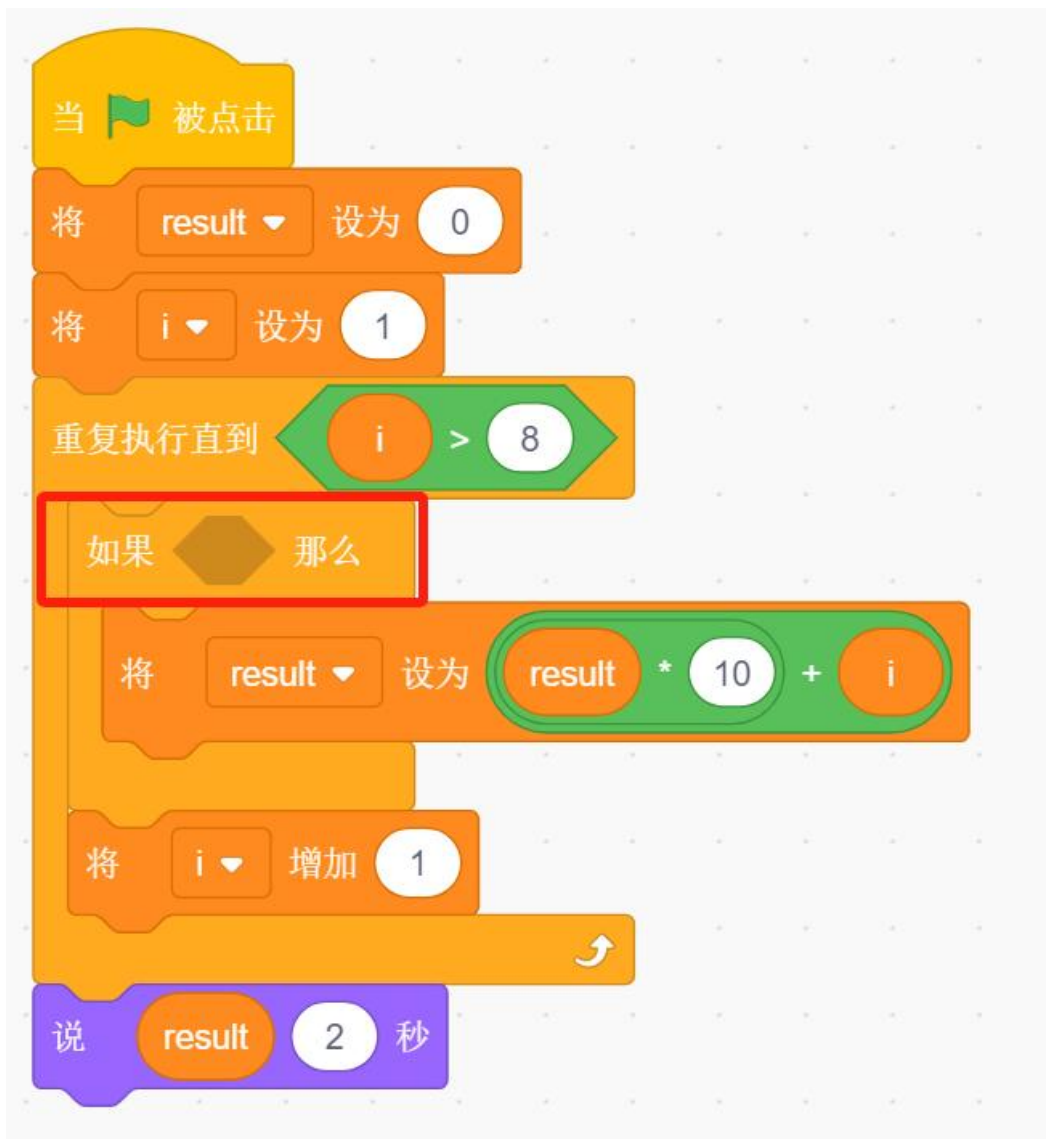 当 被点击
将 result 设为 0
将 i 设为 1
重复执行直到 i > 8
如果 那么
将 result 设为 result * 10 + i
将 i 增加 1
说 result 2 秒